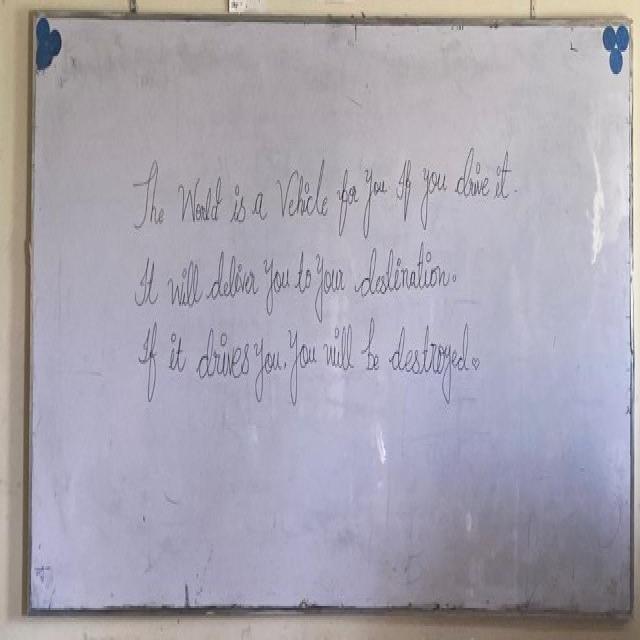 The World is a Vehicle for you If you drive it.
It will deliver you to your destination.
If it drives you, you will be destroyed.